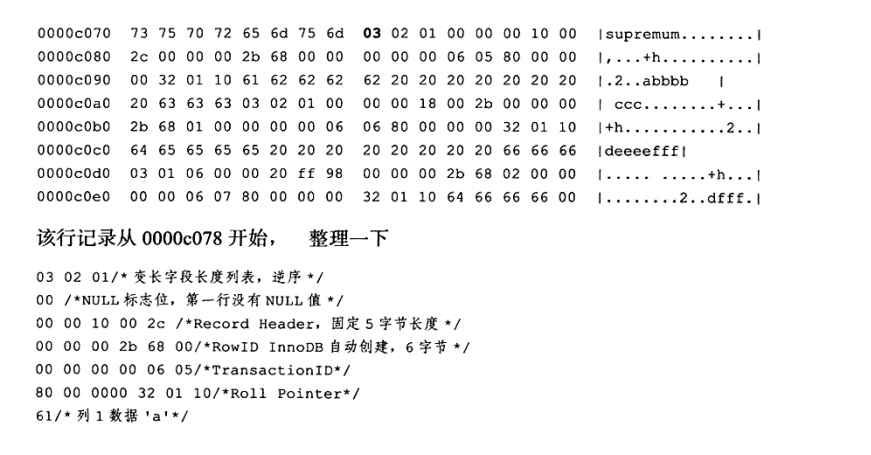 0000c070 73 75 70 72 65 6d 75 6d 03 02 01 00 00 00 10 00 |supremum........|
0000c080 2c 00 00 00 2b 68 00 00 00 00 00 06 05 80 00 00 |,...+h..........|
0000c090 00 32 01 10 61 62 62 62 62 20 20 20 20 20 20 20 |.2..abbbb |
0000c0a0 20 63 63 63 03 02 01 00 00 00 18 00 2b 00 00 00 | ccc........+...|
0000c0b0 2b 68 01 00 00 00 00 06 06 80 00 00 00 32 01 10 |+h...........2..|
0000c0c0 64 65 65 65 65 20 20 20 20 20 20 20 20 66 66 66 |deeeefff|
0000c0d0 03 01 06 00 00 20 ff 98 00 00 00 2b 68 02 00 00 |..... .....+h...|
0000c0e0 00 00 06 07 80 00 00 00 32 01 10 64 66 66 66 00 |........2..dfff.|
该行记录从 0000c078 开始， 整理一下
03 02 01/* 变长字段长度列表，逆序 */
00 /*NULL 标志位，第一行没有 NULL 值 */
00 00 10 00 2c /*Record Header，固定 5 字节长度 */
00 00 00 2b 68 00/*RowID InnoDB 自动创建，6 字节 */
00 00 00 00 06 05/*TransactionID*/
80 00 0000 32 01 10/*Roll Pointer*/
61/* 列 1 数据 'a'*/